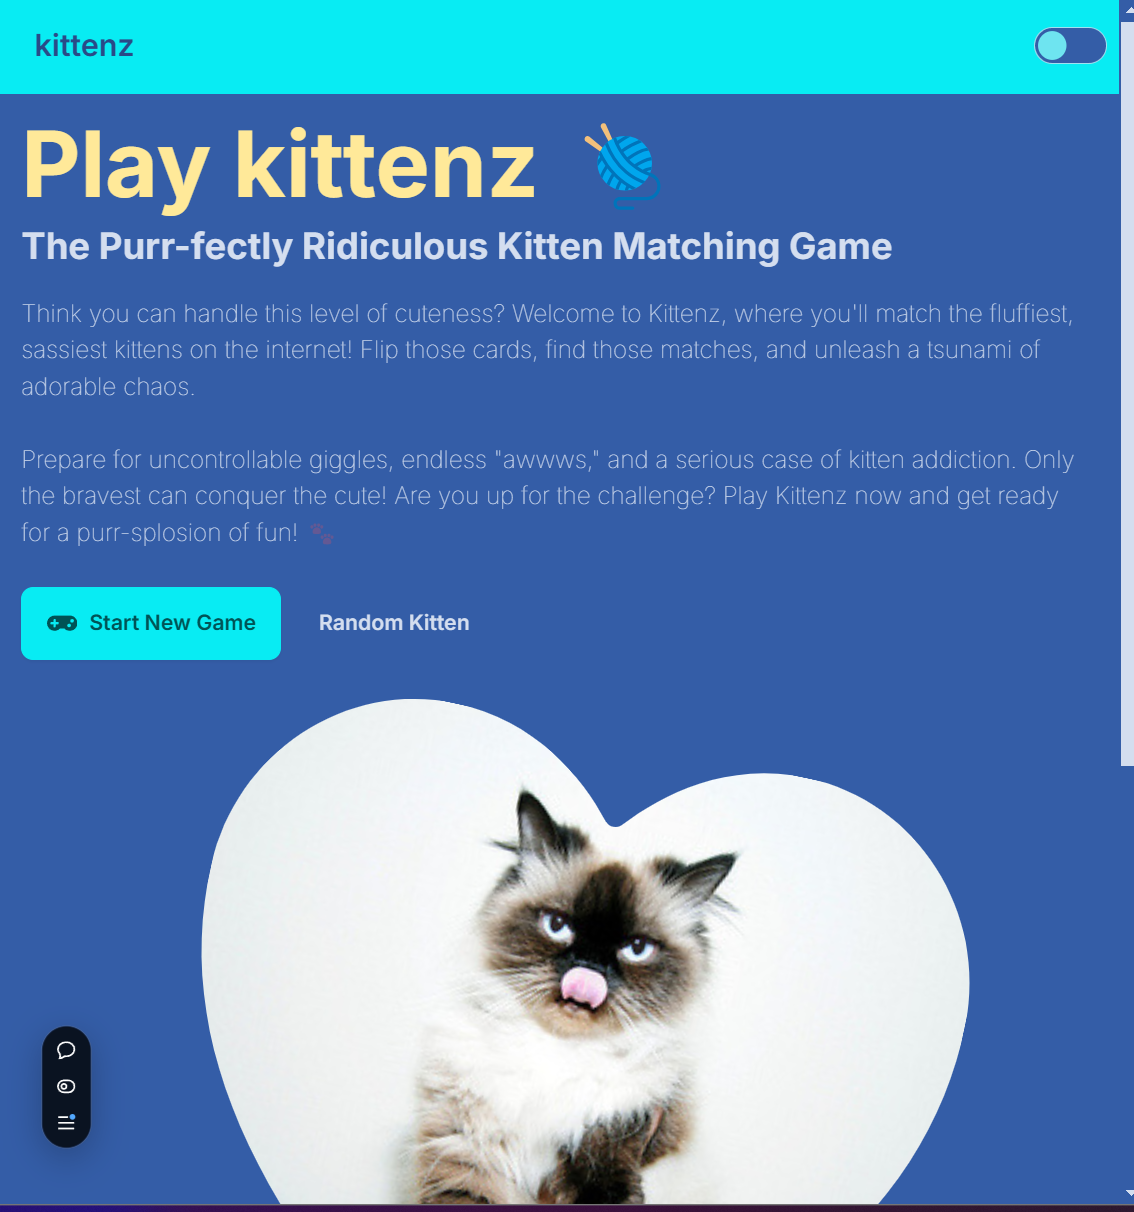 kittenz
Play kittenz
The Purr-fectly Ridiculous Kitten Matching Game
Think you can handle this level of cuteness? Welcome to Kittenz, where you'll match the fluffiest,
sassiest kittens on the internet! Flip those cards, find those matches, and unleash a tsunami of
adorable chaos.
Prepare for uncontrollable giggles, endless "awwws," and a serious case of kitten addiction. Only
the bravest can conquer the cute! Are you up for the challenge? Play Kittenz now and get ready
for a purr-splosion of fun! 🐾
Start New Game
Random Kitten